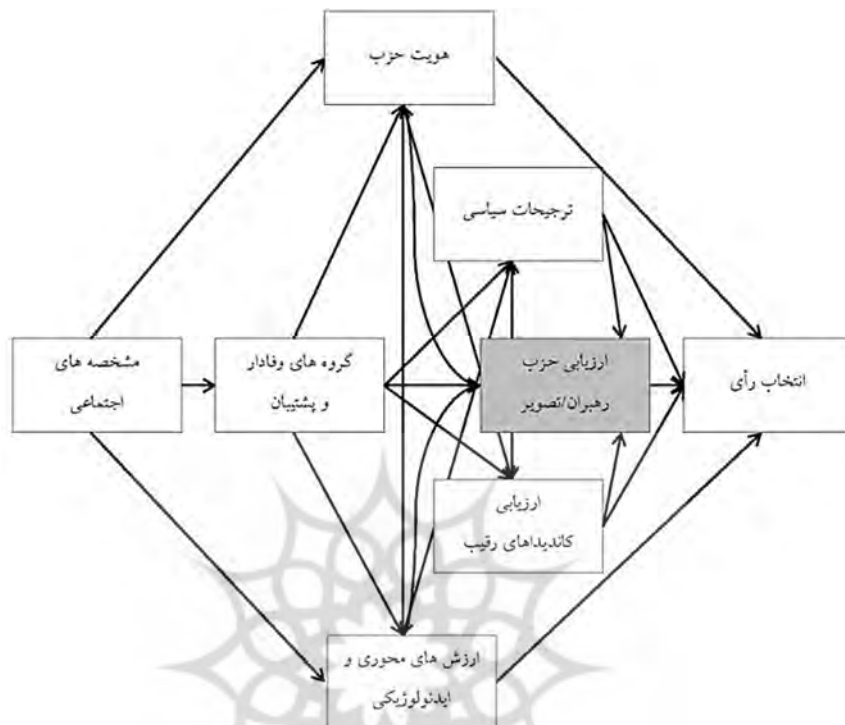 هویت حزب
ترجیحات سیاسی
مشخصه های
اجتماعی
گروه های وفادار
و پشتیبان
ارزیابی حزب
رهبران/تصویر
انتخاب رأی
ارزیابی
کاندیداهای رقیب
ارزش های محوری و
ایدئولوژیکی